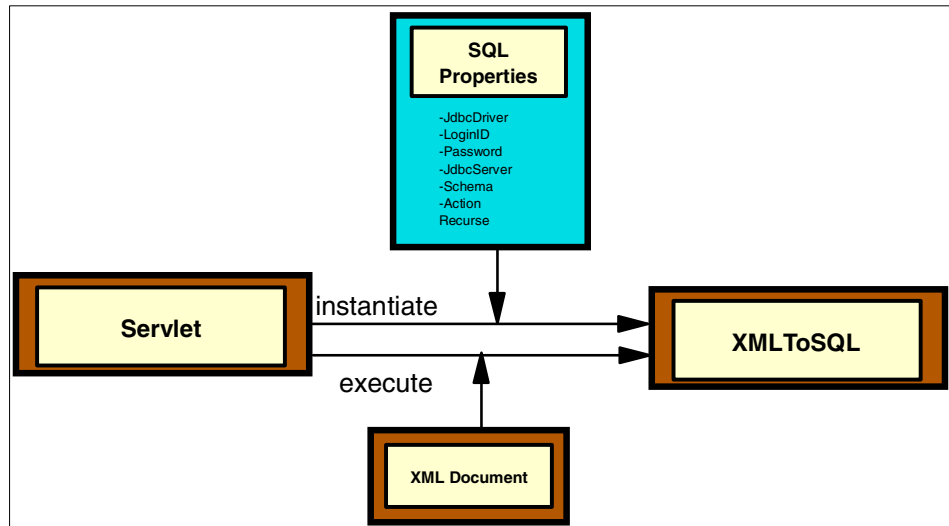 SQL
Properties
-JdbcDriver
-LoginID
-Password
-JdbcServer
-Schema
-Action
Recurse
instantiate
Servlet
XMLToSQL
execute
XML Document